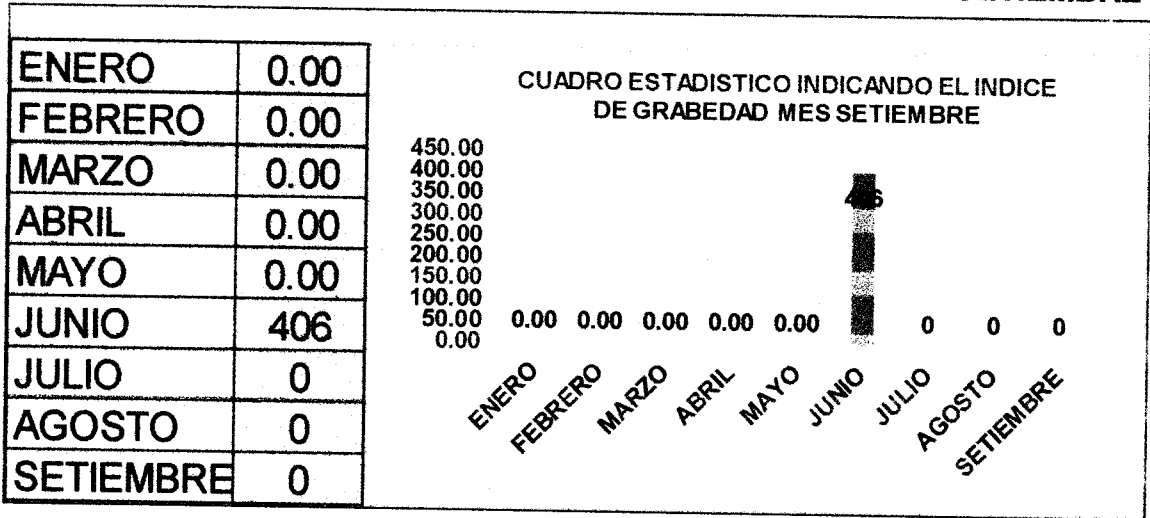 ENERO 0.00
FEBRERO 0.00
MARZO 0.00
ABRIL 0.00
MAYO 0.00
JUNIO 406
JULIO 0
AGOSTO 0
SETIEMBRE 0
CUADRO ESTADISTICO INDICANDO EL INDICE
DE GRABEDAD MES SETIEMBRE
450.00
400.00
350.00
300.00
250.00
200.00
150.00
100.00
50.00
0.00
0.00 0.00 0.00 0.00 0.00 406 0 0 0
ENERO FEBRERO MARZO ABRIL MAYO JUNIO JULIO AGOSTO SETIEMBRE